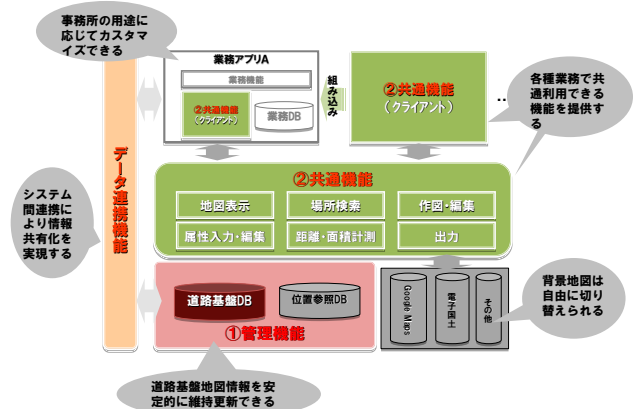 事務所の用途に
応じてカスタマ
イズできる
業務アプリA
業務機能
②共通機能
(クライアント)
業務DB
組み込み
②共通機能
(クライアント)
‥
各種業務で共
通利用できる
機能を提供す
る
データ連携機能
システム
間連携に
より情報
共有化を
実現する
②共通機能
地図表示
場所検索
作図・編集
属性入力・編集
距離・面積計測
出力
道路基盤DB
位置参照DB
①管理機能
Google Maps
電子国土
その他
背景地図は
自由に切り
替えられる
道路基盤地図情報を安
定的に維持更新できる